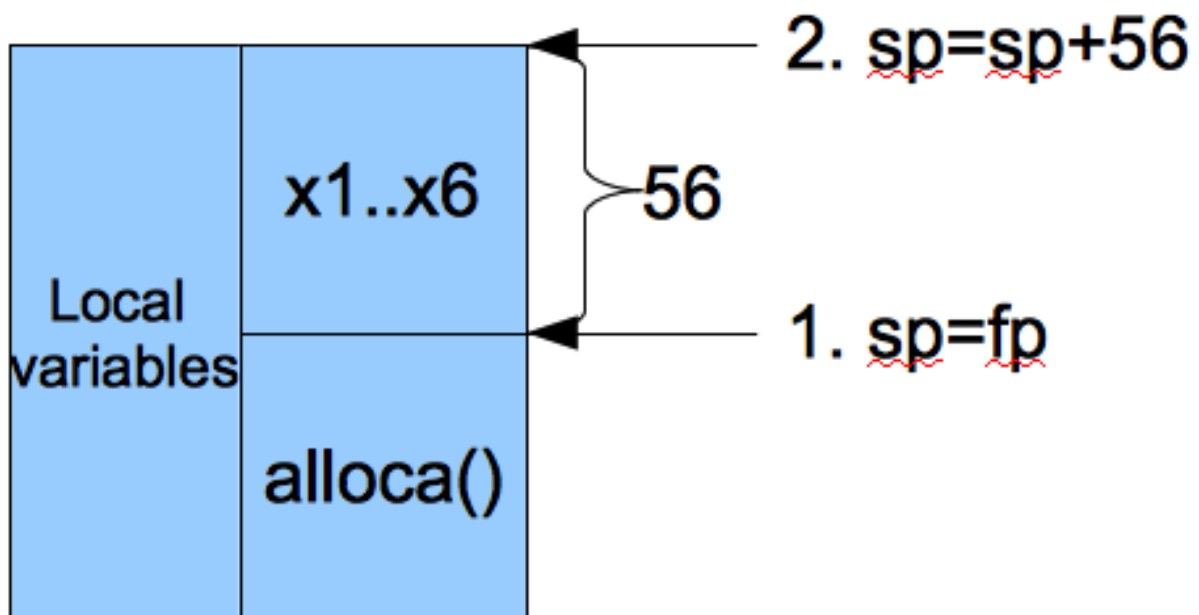 2. sp=sp+56
x1..x6
56
Local
variables
1. sp=fp
alloca()